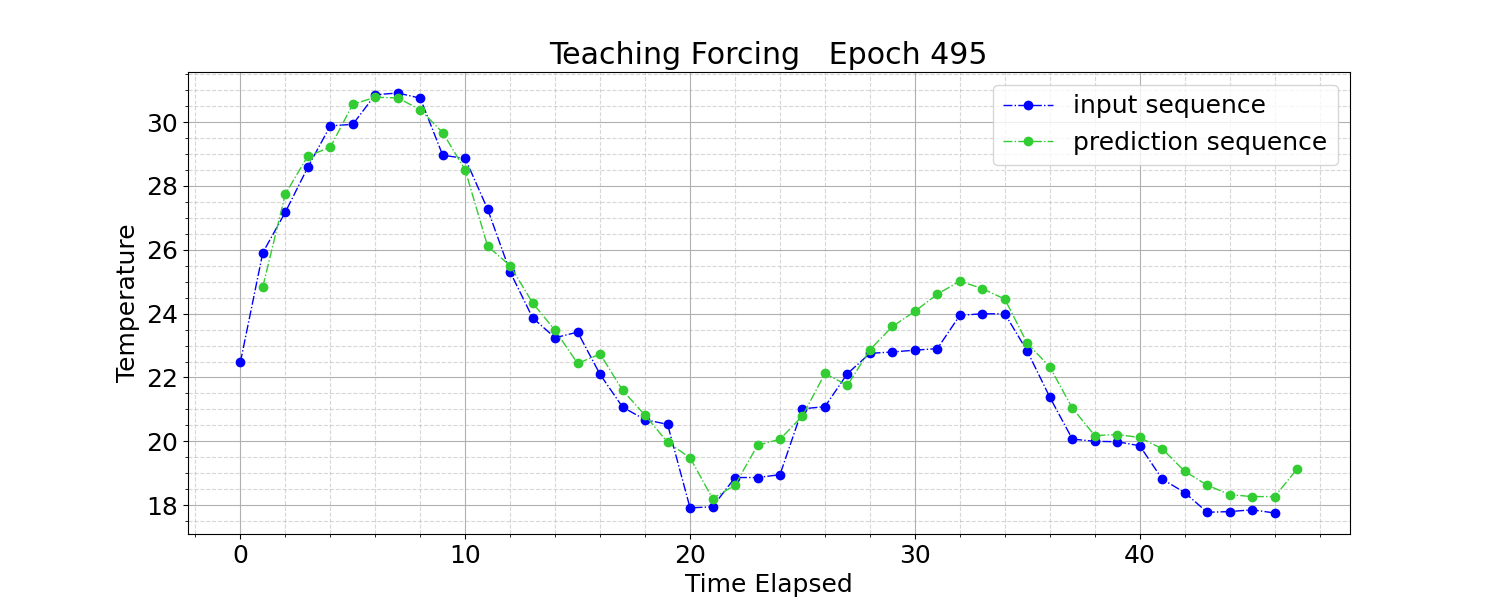 Teaching Forcing   Epoch 495
input sequence
prediction sequence
Temperature
30
28
26
24
22
20
18
0 10 20 30 40
Time Elapsed